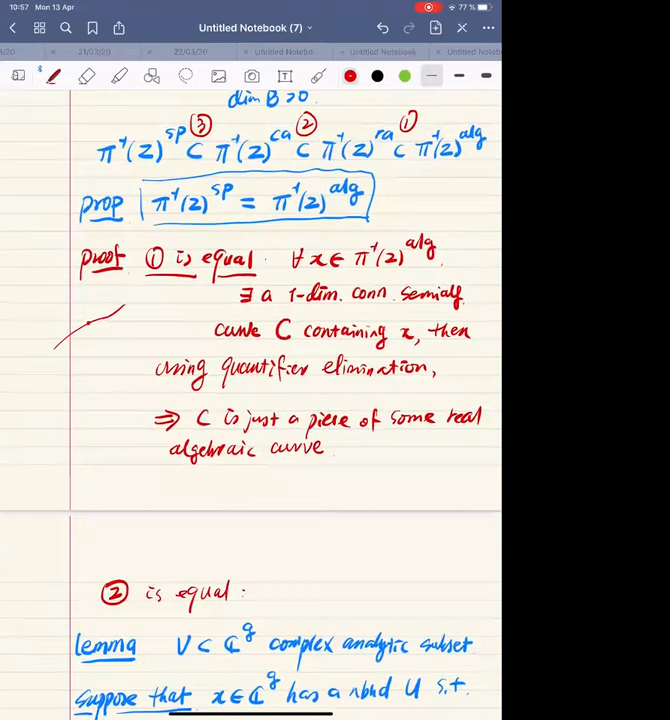 10:57 Mon 13 Apr
77 %
Untitled Notebook (7)
21/03/20 22/03/20 Untitled Notebook Untitled Notebook
dim B > 0.
③ ② ①
π⁻¹(Z)^sp ⊂ π⁻¹(Z)^ca ⊂ π⁻¹(Z)^ra ⊂ π⁻¹(Z)^alg
prop π⁻¹(Z)^sp = π⁻¹(Z)^alg
proof ① is equal. ∀ x ∈ π⁻¹(Z)^alg.
∃ a 1-dim. conn. semialg.
curve C containing x, then
using quantifier elimination,
⇒ C is just a piece of some real
algebraic curve.
② is equal:
lemma V ⊂ ℂ^g complex analytic subset
suppose that x ∈ ℂ^g has a nbhd U s.t.